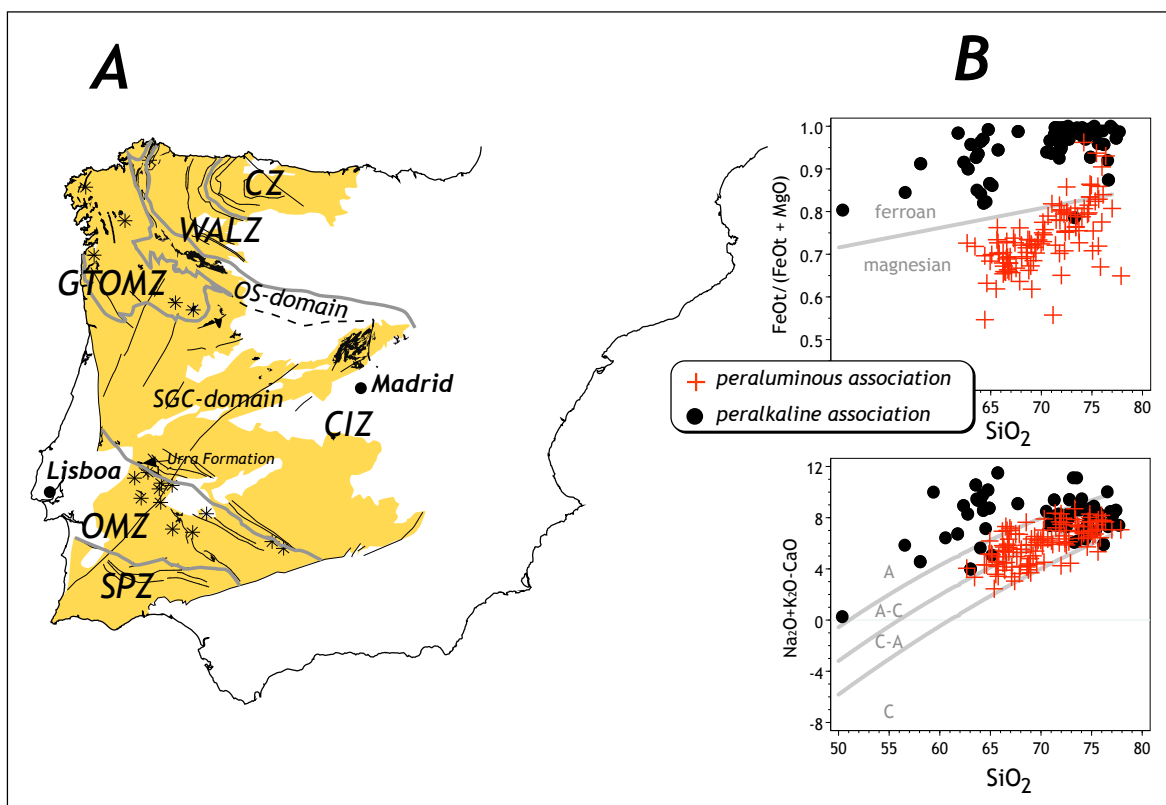 A
B
CZ
WALZ
GTOMZ
OS-domain
SGC-domain
Madrid
CIZ
Urra Formation
Lisboa
OMZ
SPZ
1.0
0.9
0.8
0.7
0.6
0.5
FeOt/(FeOt + MgO)
ferroan
magnesian
65 70 75 80
SiO₂
peraluminous association
peralkaline association
12
8
4
0
-4
-8
Na₂O+K₂O-CaO
A
A-C
C-A
C
50 55 60 65 70 75 80
SiO₂